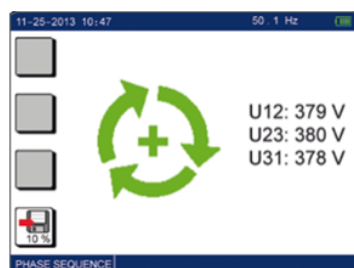 11-25-2013 10:47 50.1 Hz
U12: 379 V
U23: 380 V
U31: 378 V
10 %
PHASE SEQUENCE